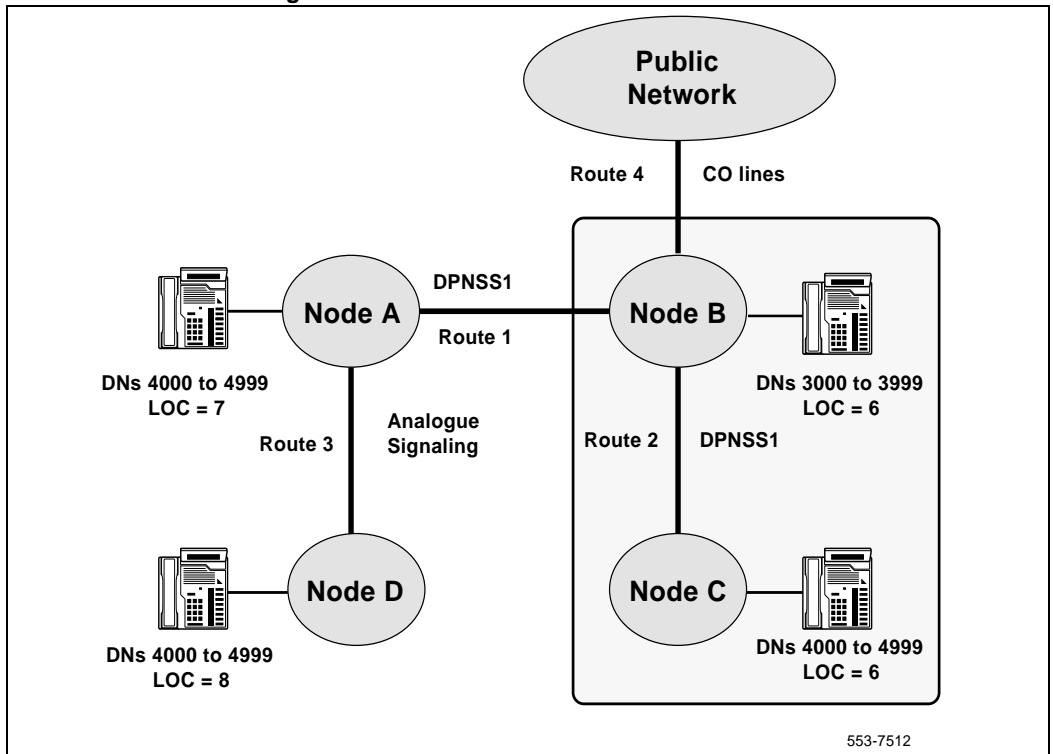 Public
Network
Route 4
CO lines
DPNSS1
Node A
Node B
Route 1
DNs 4000 to 4999
LOC = 7
DNs 3000 to 3999
LOC = 6
Analogue
Signaling
Route 3
Route 2
DPNSS1
Node D
Node C
DNs 4000 to 4999
LOC = 8
DNs 4000 to 4999
LOC = 6
553-7512